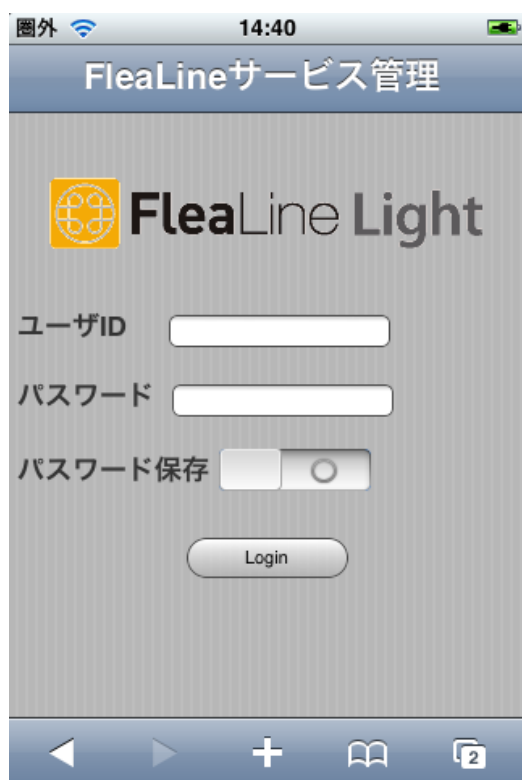 圏外 14:40
FleaLineサービス管理
FleaLine Light
ユーザID
パスワード
パスワード保存
Login
2